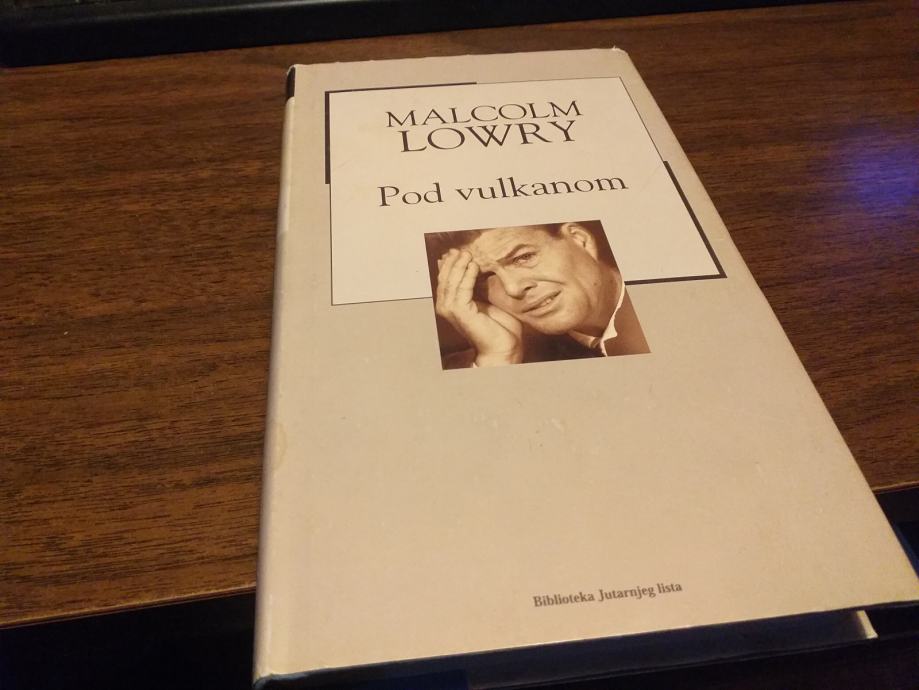 MALCOLM
LOWRY
Pod vulkanom
Biblioteka Jutarnjeg lista